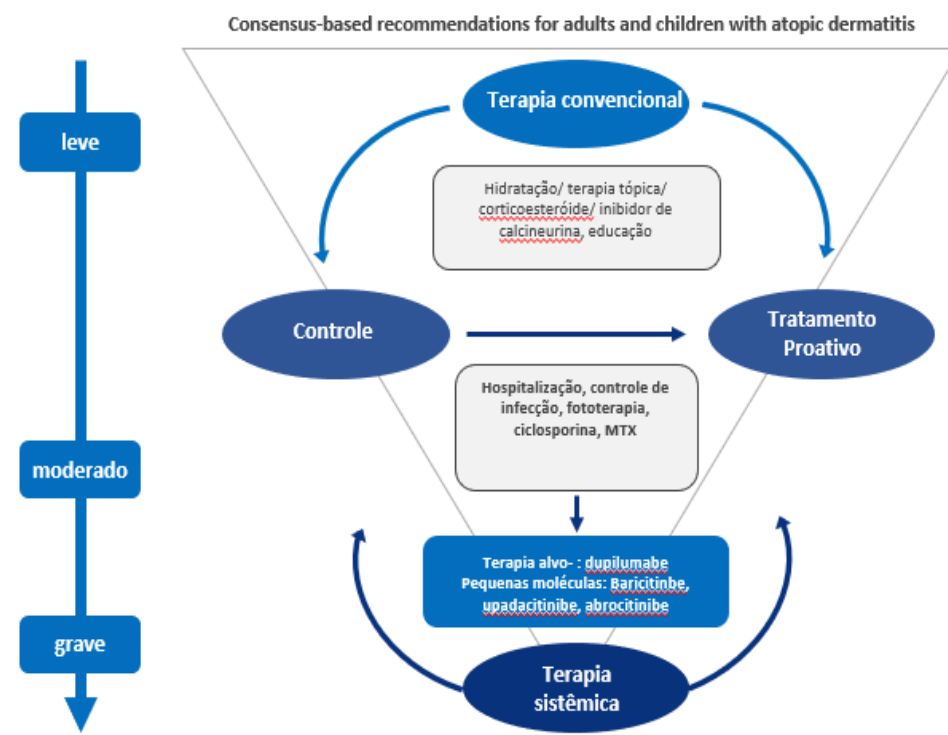 Consensus-based recommendations for adults and children with atopic dermatitis
Terapia convencional
leve
Hidratação/ terapia tópica/
corticoesteróide/ inibidor de
calcineurina, educação
Controle
Tratamento
Proativo
Hospitalização, controle de
infecção, fototerapia,
ciclosporina, MTX
moderado
Terapia alvo- : dupilumabe
Pequenas moléculas: Baricitinbe,
upadacitinibe, abrocitinibe
grave
Terapia
sistêmica